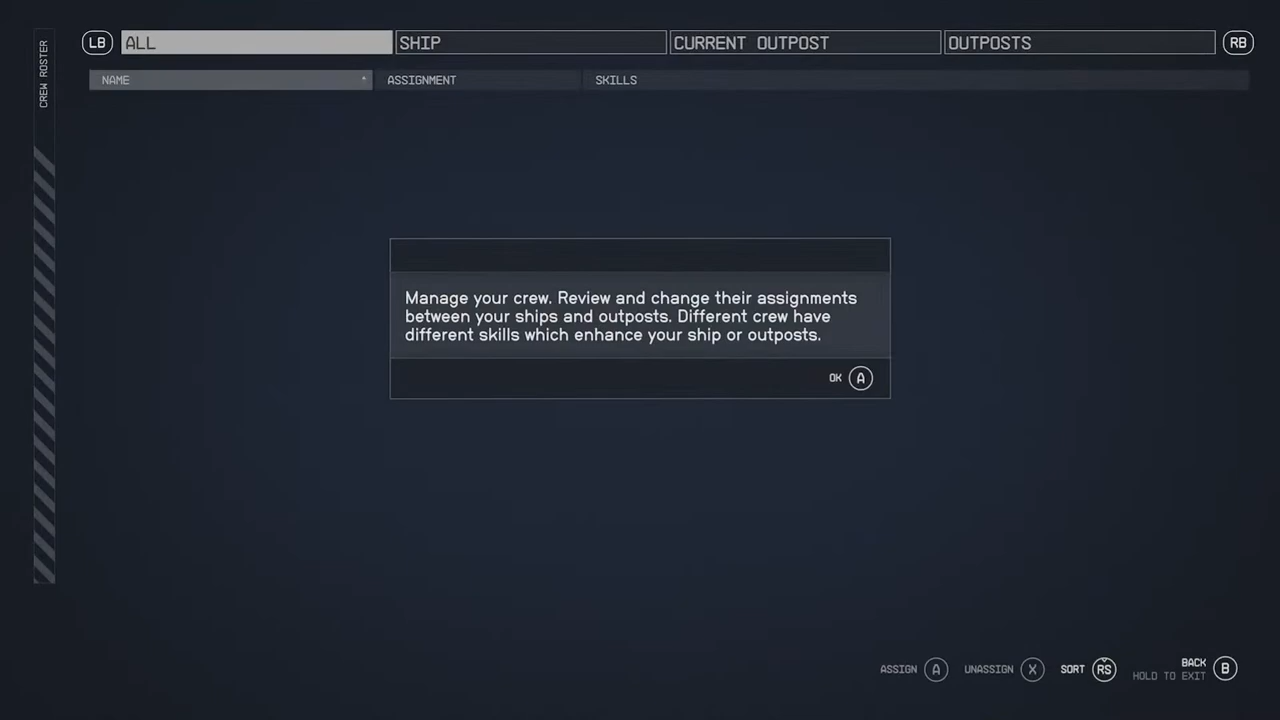 CREW ROSTER
LB ALL SHIP CURRENT OUTPOST OUTPOSTS RB
NAME ASSIGNMENT SKILLS
Manage your crew. Review and change their assignments
between your ships and outposts. Different crew have
different skills which enhance your ship or outposts.
OK A
ASSIGN A UNASSIGN X SORT RS BACK B
HOLD TO EXIT